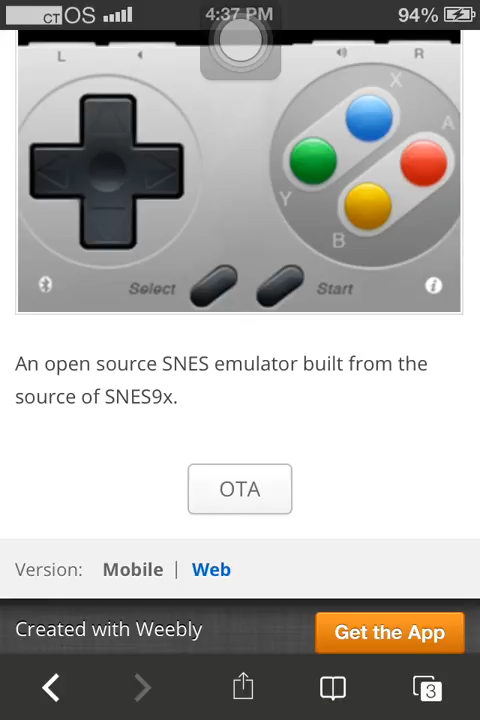 CTOS 4:37 PM 94%
L R
X
A
Y
B
Select Start
An open source SNES emulator built from the
source of SNES9x.
OTA
Version: Mobile | Web
Created with Weebly Get the App
3